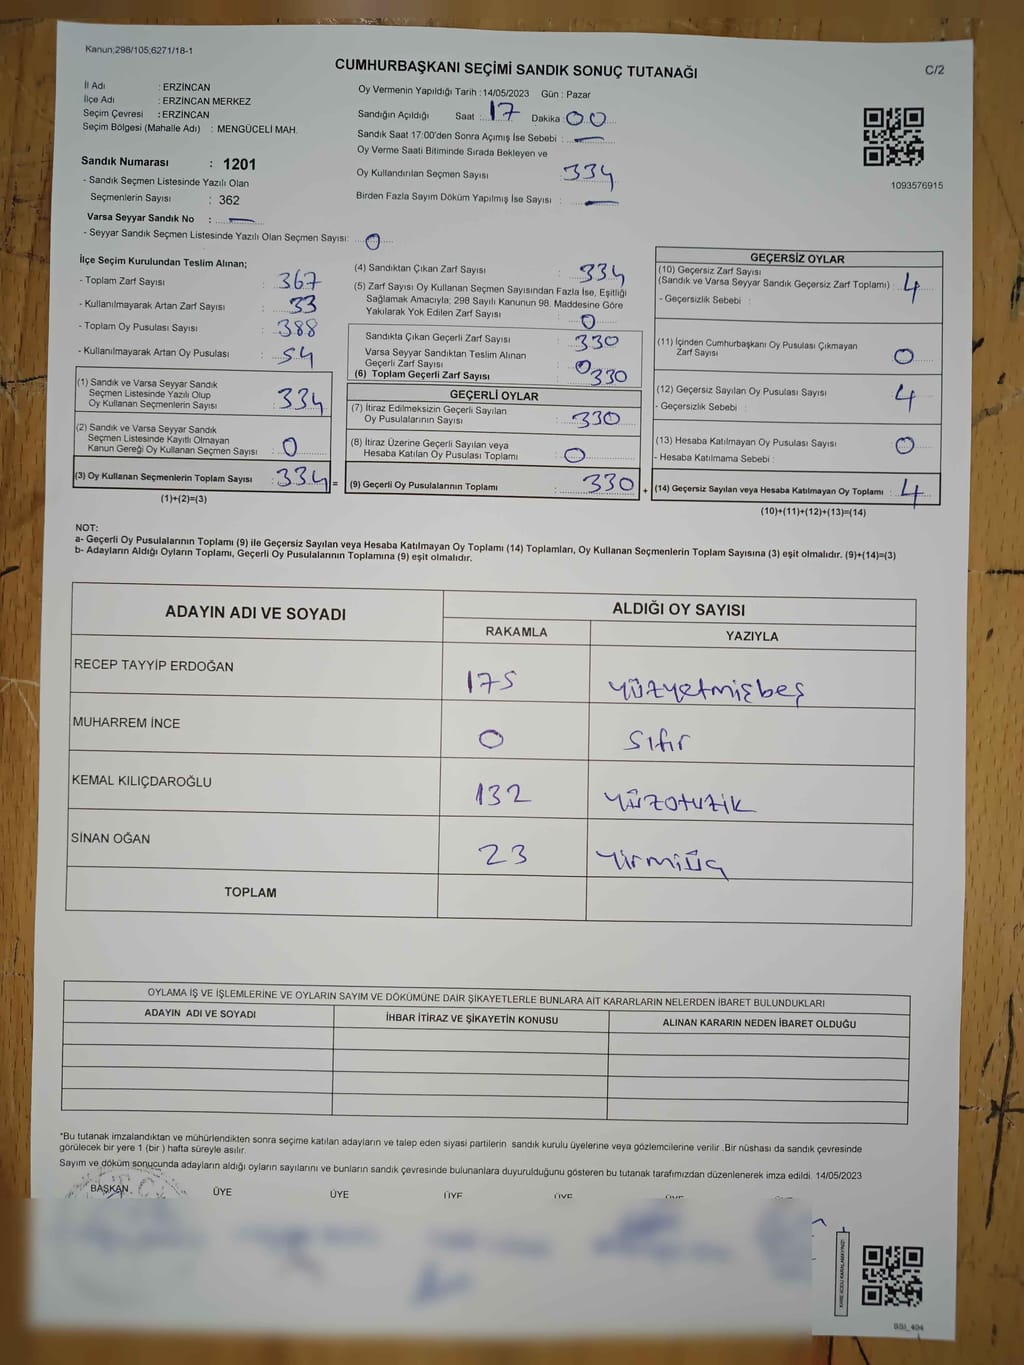 Kanun;298/105;6271/18-1
CUMHURBAŞKANI SEÇİMİ SANDIK SONUÇ TUTANAĞI
C/2
İl Adı : ERZİNCAN
İlçe Adı : ERZINCAN MERKEZ
Seçim Çevresi : ERZİNCAN
Seçim Bölgesi (Mahalle Adı) : MENGÜCELİ MAH.
Sandık Numarası : 1201
- Sandık Seçmen Listesinde Yazılı Olan
Seçmenlerin Sayısı : 362
Varsa Seyyar Sandık No : —
- Seyyar Sandık Seçmen Listesinde Yazılı Olan Seçmen Sayısı: 0
Oy Vermenin Yapıldığı Tarih : 14/05/2023 Gün : Pazar
Sandığın Açıldığı Saat : 17 Dakika : 00
Sandık Saat 17:00'den Sonra Açımış İse Sebebi : —
Oy Verme Saati Bitiminde Sırada Bekleyen ve
Oy Kullandırılan Seçmen Sayısı : 334
Birden Fazla Sayım Döküm Yapılmış İse Sayısı : —
1093576915
İlçe Seçim Kurulundan Teslim Alınan;
- Toplam Zarf Sayısı : 367
- Kullanılmayarak Artan Zarf Sayısı : 33
- Toplam Oy Pusulası Sayısı : 388
- Kullanılmayarak Artan Oy Pusulası : 54
(1) Sandık ve Varsa Seyyar Sandık
Seçmen Listesinde Yazılı Olup
Oy Kullanan Seçmenlerin Sayısı : 334
(2) Sandık ve Varsa Seyyar Sandık
Seçmen Listesinde Kayıtlı Olmayan
Kanun Gereği Oy Kullanan Seçmen Sayısı : 0
(3) Oy Kullanan Seçmenlerin Toplam Sayısı : 334 =
(1)+(2)=(3)
(4) Sandıktan Çıkan Zarf Sayısı : 334
(5) Zarf Sayısı Oy Kullanan Seçmen Sayısından Fazla İse, Eşitliği
Sağlamak Amacıyla; 298 Sayılı Kanunun 98. Maddesine Göre
Yakılarak Yok Edilen Zarf Sayısı : 0
Sandıkta Çıkan Geçerli Zarf Sayısı : 330
Varsa Seyyar Sandıktan Teslim Alınan
Geçerli Zarf Sayısı : 0
(6) Toplam Geçerli Zarf Sayısı : 330
GEÇERLİ OYLAR
(7) İtiraz Edilmeksizin Geçerli Sayılan
Oy Pusulalarının Sayısı : 330
(8) İtiraz Üzerine Geçerli Sayılan veya
Hesaba Katılan Oy Pusulası Toplamı : 0
(9) Geçerli Oy Pusulalarının Toplamı : 330 +
GEÇERSİZ OYLAR
(10) Geçersiz Zarf Sayısı
(Sandık ve Varsa Seyyar Sandık Geçersiz Zarf Toplamı) : 4
- Geçersizlik Sebebi :
(11) İçinden Cumhurbaşkanı Oy Pusulası Çıkmayan
Zarf Sayısı : 0
(12) Geçersiz Sayılan Oy Pusulası Sayısı : 4
- Geçersizlik Sebebi :
(13) Hesaba Katılmayan Oy Pusulası Sayısı : 0
- Hesaba Katılmama Sebebi :
(14) Geçersiz Sayılan veya Hesaba Katılmayan Oy Toplamı : 4
(10)+(11)+(12)+(13)=(14)
NOT:
a- Geçerli Oy Pusulalarının Toplamı (9) ile Geçersiz Sayılan veya Hesaba Katılmayan Oy Toplamı (14) Toplamları, Oy Kullanan Seçmenlerin Toplam Sayısına (3) eşit olmalıdır. (9)+(14)=(3)
b- Adayların Aldığı Oyların Toplamı, Geçerli Oy Pusulalarının Toplamına (9) eşit olmalıdır.
ADAYIN ADI VE SOYADI
ALDIĞI OY SAYISI
RAKAMLA YAZIYLA
RECEP TAYYİP ERDOĞAN 175 yüzyetmişbeş
MUHARREM İNCE 0 sıfır
KEMAL KILIÇDAROĞLU 132 yüzotuzik
SİNAN OĞAN 23 yirmiüç
TOPLAM
OYLAMA İŞ VE İŞLEMLERİNE VE OYLARIN SAYIM VE DÖKÜMÜNE DAİR ŞİKAYETLERLE BUNLARA AİT KARARLARIN NELERDEN İBARET BULUNDUKLARI
ADAYIN ADI VE SOYADI İHBAR İTİRAZ VE ŞİKAYETİN KONUSU ALINAN KARARIN NEDEN İBARET OLDUĞU
*Bu tutanak imzalandıktan ve mühürlendikten sonra seçime katılan adayların ve talep eden siyasi partilerin sandık kurulu üyelerine veya gözlemcilerine verilir .Bir nüshası da sandık çevresinde
görülecek bir yere 1 (bir ) hafta süreyle asılır.
Sayım ve döküm sonucunda adayların aldığı oyların sayılarını ve bunların sandık çevresinde bulunanlara duyurulduğunu gösteren bu tutanak tarafımızdan düzenlenerek imza edildi. 14/05/2023
BAŞKAN ÜYE ÜYE ÜYE ÜYE